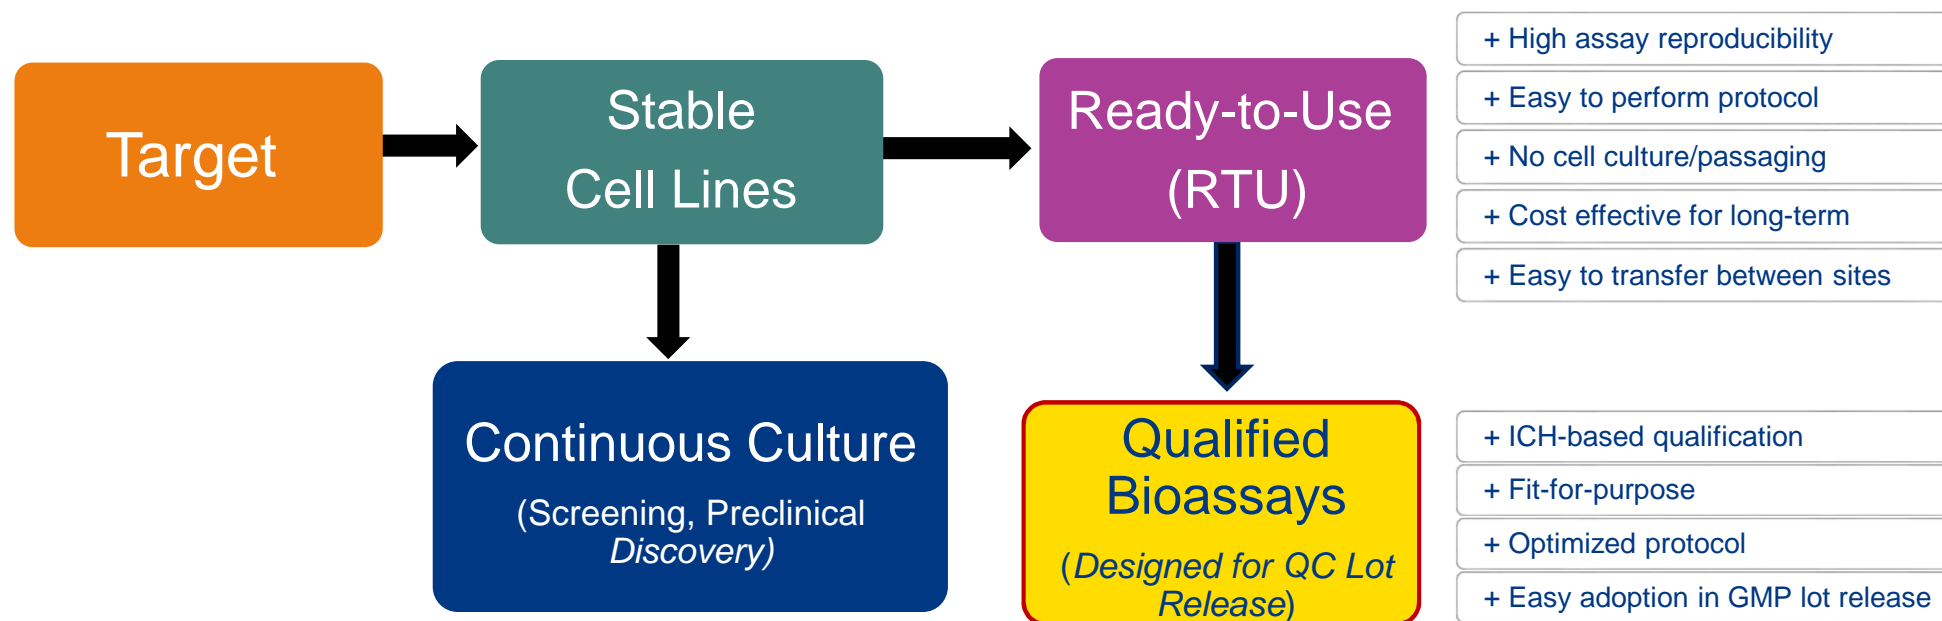 Target
Stable
Cell Lines
Ready-to-Use
(RTU)
+ High assay reproducibility
+ Easy to perform protocol
+ No cell culture/passaging
+ Cost effective for long-term
+ Easy to transfer between sites
Continuous Culture
(Screening, Preclinical
Discovery)
Qualified
Bioassays
(Designed for QC Lot
Release)
+ ICH-based qualification
+ Fit-for-purpose
+ Optimized protocol
+ Easy adoption in GMP lot release